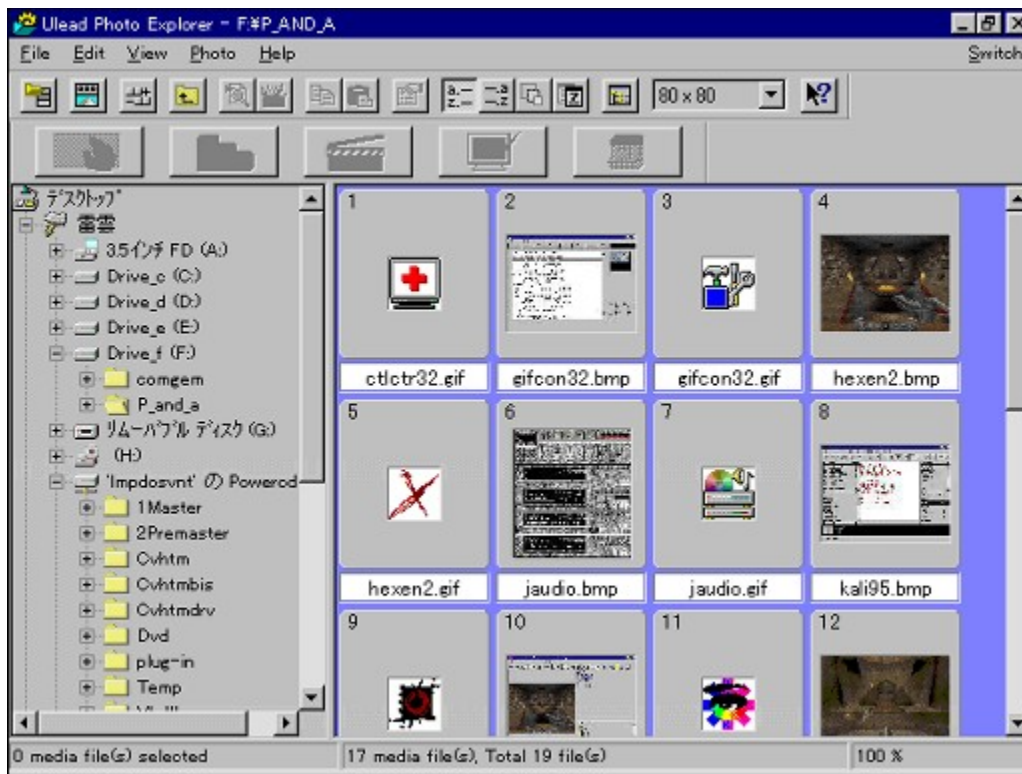 Ulead Photo Explorer - F:¥P_AND_A
File Edit View Photo Help Switch
80 x 80
デスクトップ
雷雲
3.5インチ FD (A:)
Drive_c (C:)
Drive_d (D:)
Drive_e (E:)
Drive_f (F:)
comgem
P_and_a
リムーバブル ディスク (G:)
(H:)
'Impdosvnt' の Powered
1Master
2Premaster
Cvhtm
Cvhtmbis
Cvhtmdrv
Dvd
plug-in
Temp
1 2 3 4
ctlctr32.gif gifcon32.bmp gifcon32.gif hexen2.bmp
5 6 7 8
hexen2.gif jaudio.bmp jaudio.gif kali95.bmp
9 10 11 12
0 media file(s) selected
17 media file(s), Total 19 file(s)
100 %